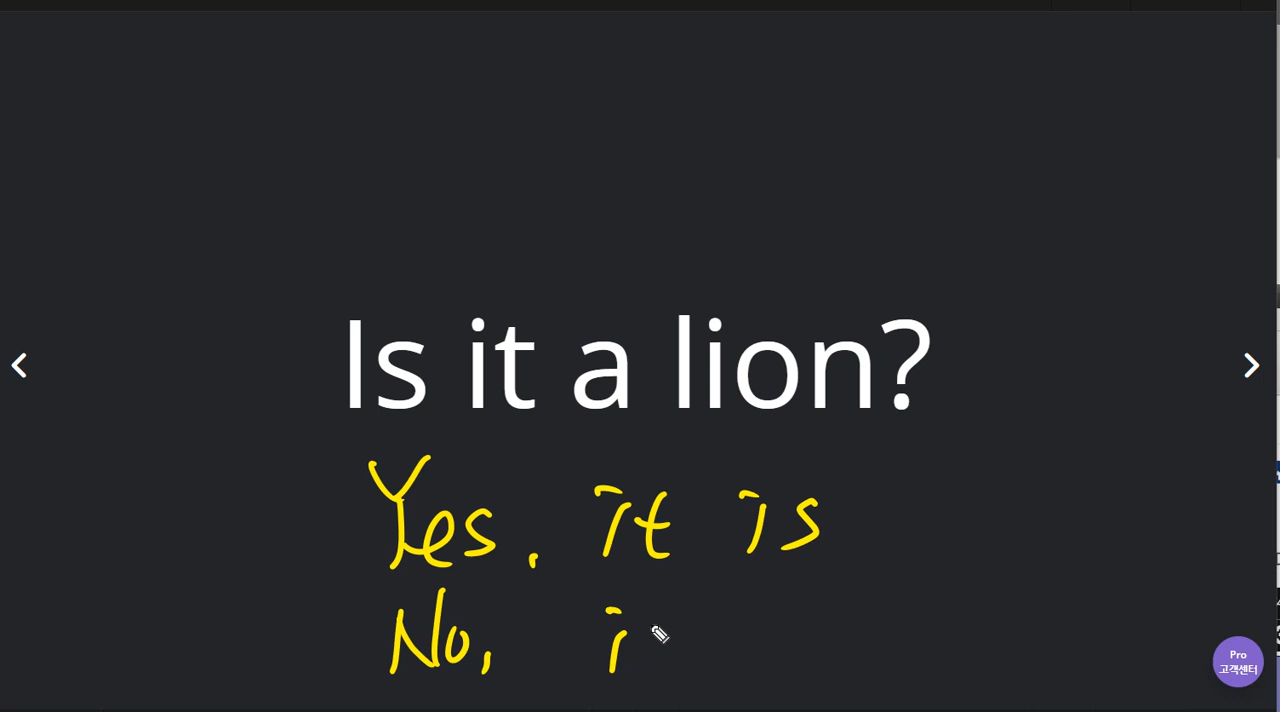 Is it a lion?
Yes, it is
No, i
Pro
고객센터